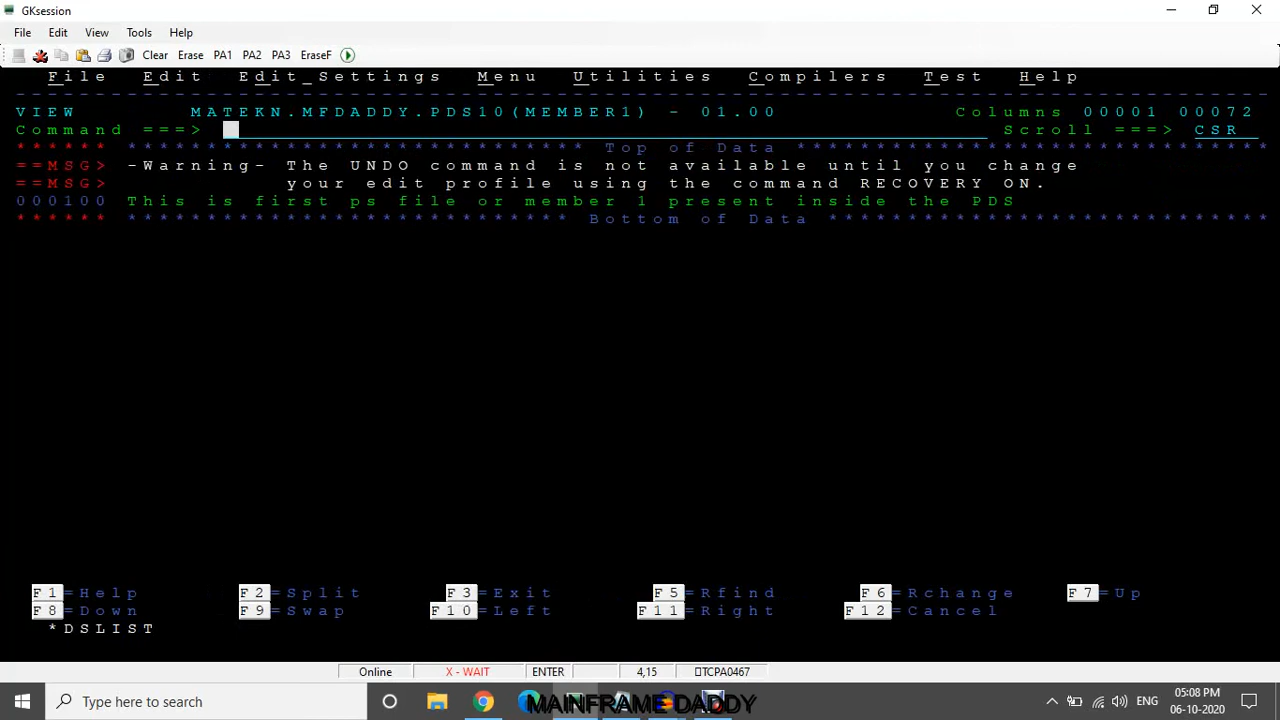 GKsession
File Edit View Tools Help
Clear Erase PA1 PA2 PA3 EraseF
File Edit Edit_Settings Menu Utilities Compilers Test Help
VIEW MATEKN.MFDADDY.PDS10(MEMBER1) - 01.00 Columns 00001 00072
Command ===> Scroll ===> CSR
****** ***************************** Top of Data ******************************
==MSG> -Warning- The UNDO command is not available until you change
==MSG> your edit profile using the command RECOVERY ON.
000100 This is first ps file or member 1 present inside the PDS
****** **************************** Bottom of Data ****************************
F1=Help F2=Split F3=Exit F5=Rfind F6=Rchange F7=Up
F8=Down F9=Swap F10=Left F11=Right F12=Cancel
*DSLIST
Online X - WAIT ENTER 4,15 TCPA0467
Type here to search
MAINFRAME DADDY
ENG
05:08 PM
06-10-2020